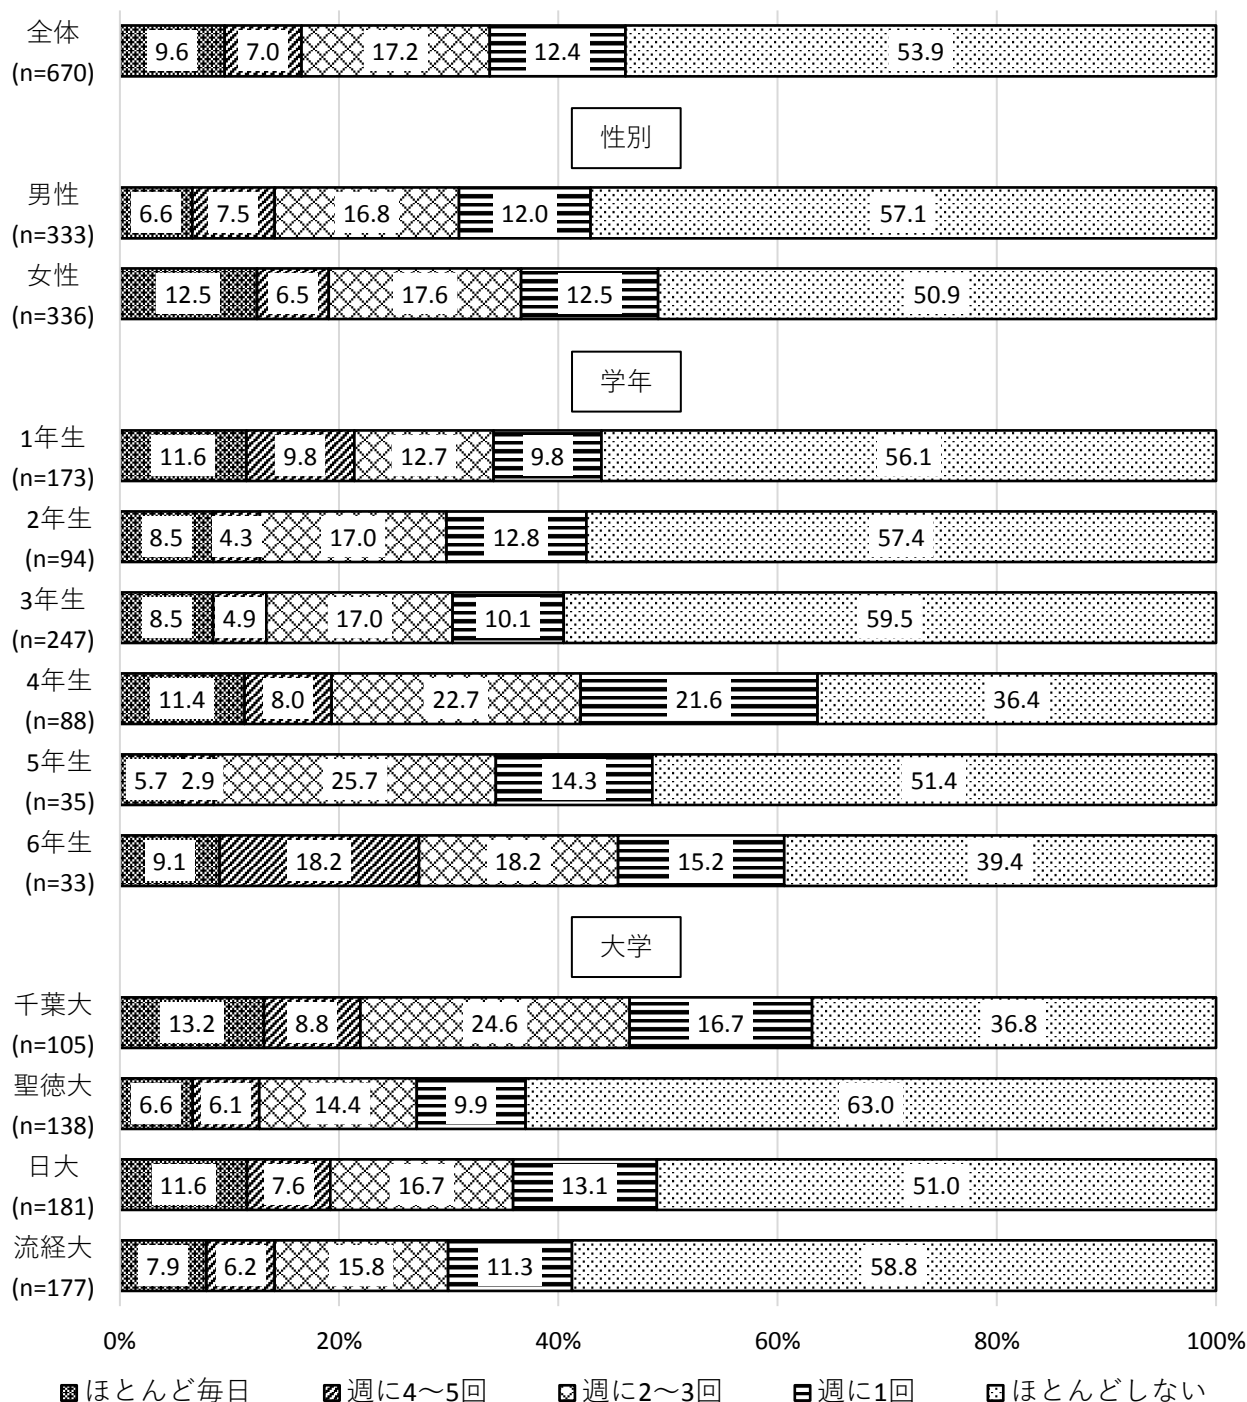 全体
(n=670)
9.6 7.0 17.2 12.4 53.9
性別
男性
(n=333)
6.6 7.5 16.8 12.0 57.1
女性
(n=336)
12.5 6.5 17.6 12.5 50.9
学年
1年生
(n=173)
11.6 9.8 12.7 9.8 56.1
2年生
(n=94)
8.5 4.3 17.0 12.8 57.4
3年生
(n=247)
8.5 4.9 17.0 10.1 59.5
4年生
(n=88)
11.4 8.0 22.7 21.6 36.4
5年生
(n=35)
5.7 2.9 25.7 14.3 51.4
6年生
(n=33)
9.1 18.2 18.2 15.2 39.4
大学
千葉大
(n=105)
13.2 8.8 24.6 16.7 36.8
聖徳大
(n=138)
6.6 6.1 14.4 9.9 63.0
日大
(n=181)
11.6 7.6 16.7 13.1 51.0
流経大
(n=177)
7.9 6.2 15.8 11.3 58.8
0% 20% 40% 60% 80% 100%
ほとんど毎日 週に4～5回 週に2～3回 週に1回 ほとんどしない